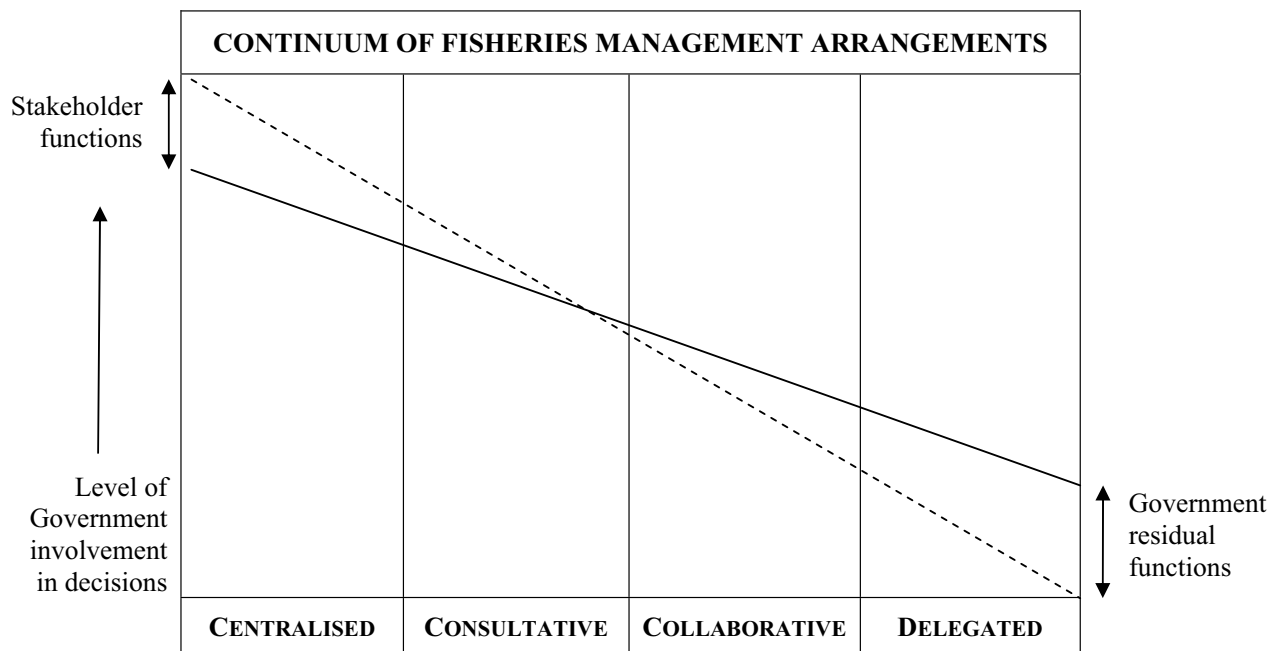 CONTINUUM OF FISHERIES MANAGEMENT ARRANGEMENTS
Stakeholder
functions
Level of
Government
involvement
in decisions
Government
residual
functions
CENTRALISED
CONSULTATIVE
COLLABORATIVE
DELEGATED